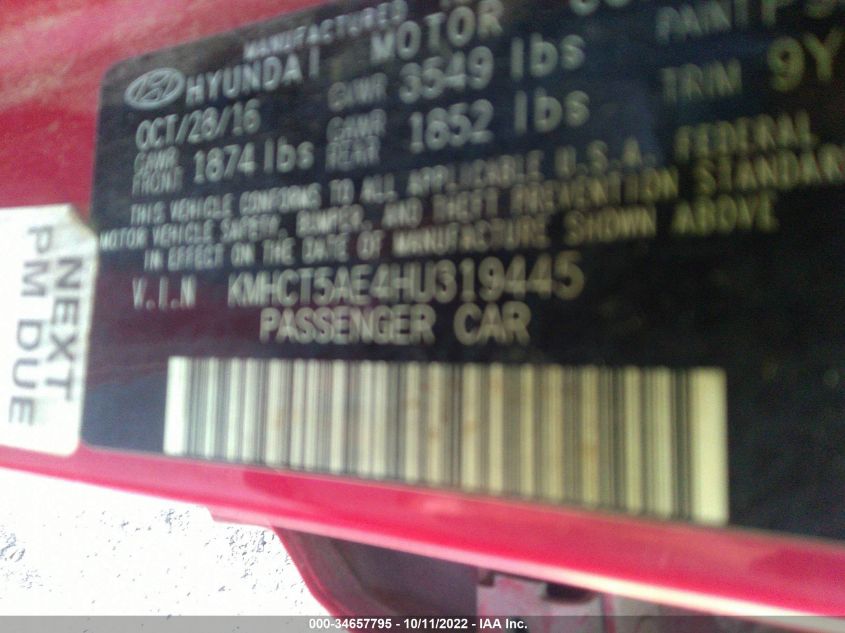 MANUFACTURED
HYUNDAI MOTOR
OCT/28/16 GVWR 3549 lbs PAINT
GAWR FRONT 1874 lbs GAWR REAR 1852 lbs TRIM 9Y
THIS VEHICLE CONFORMS TO ALL APPLICABLE U.S.A. FEDERAL
MOTOR VEHICLE SAFETY, BUMPER, AND THEFT PREVENTION STANDARD
IN EFFECT ON THE DATE OF MANUFACTURE SHOWN ABOVE
V.I.N KMHCT5AE4HU319445
PASSENGER CAR
NEXT
PM DUE
000-34657795 - 10/11/2022 - IAA Inc.